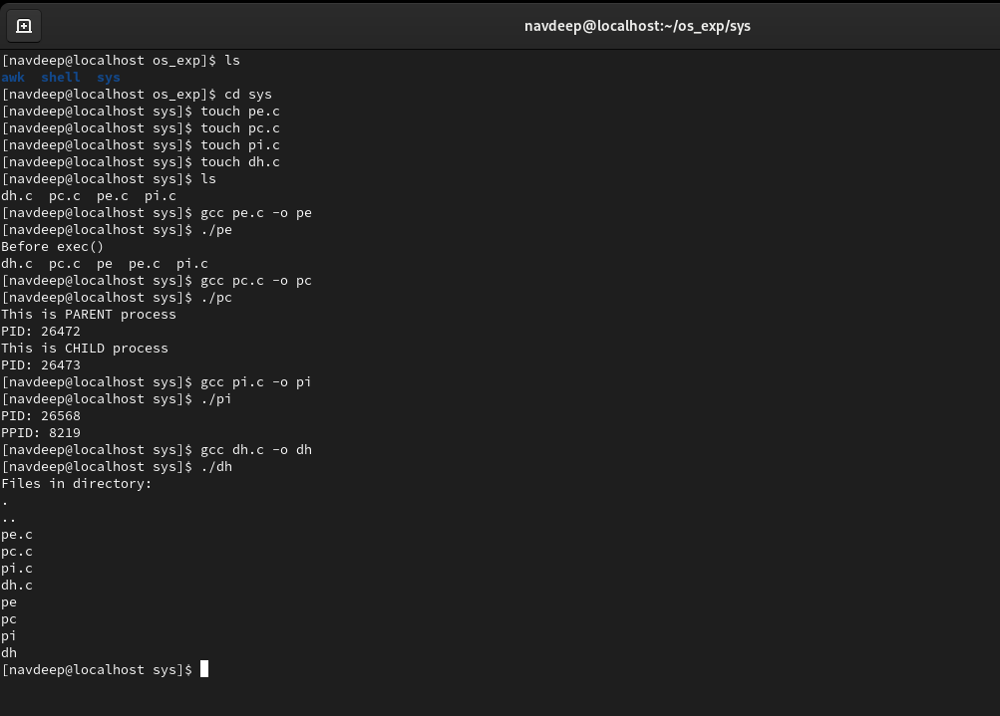 navdeep@localhost:~/os_exp/sys
[navdeep@localhost os_exp]$ ls
awk  shell  sys
[navdeep@localhost os_exp]$ cd sys
[navdeep@localhost sys]$ touch pe.c
[navdeep@localhost sys]$ touch pc.c
[navdeep@localhost sys]$ touch pi.c
[navdeep@localhost sys]$ touch dh.c
[navdeep@localhost sys]$ ls
dh.c  pc.c  pe.c  pi.c
[navdeep@localhost sys]$ gcc pe.c -o pe
[navdeep@localhost sys]$ ./pe
Before exec()
dh.c  pc.c  pe  pe.c  pi.c
[navdeep@localhost sys]$ gcc pc.c -o pc
[navdeep@localhost sys]$ ./pc
This is PARENT process
PID: 26472
This is CHILD process
PID: 26473
[navdeep@localhost sys]$ gcc pi.c -o pi
[navdeep@localhost sys]$ ./pi
PID: 26568
PPID: 8219
[navdeep@localhost sys]$ gcc dh.c -o dh
[navdeep@localhost sys]$ ./dh
Files in directory:
.
..
pe.c
pc.c
pi.c
dh.c
pe
pc
pi
dh
[navdeep@localhost sys]$